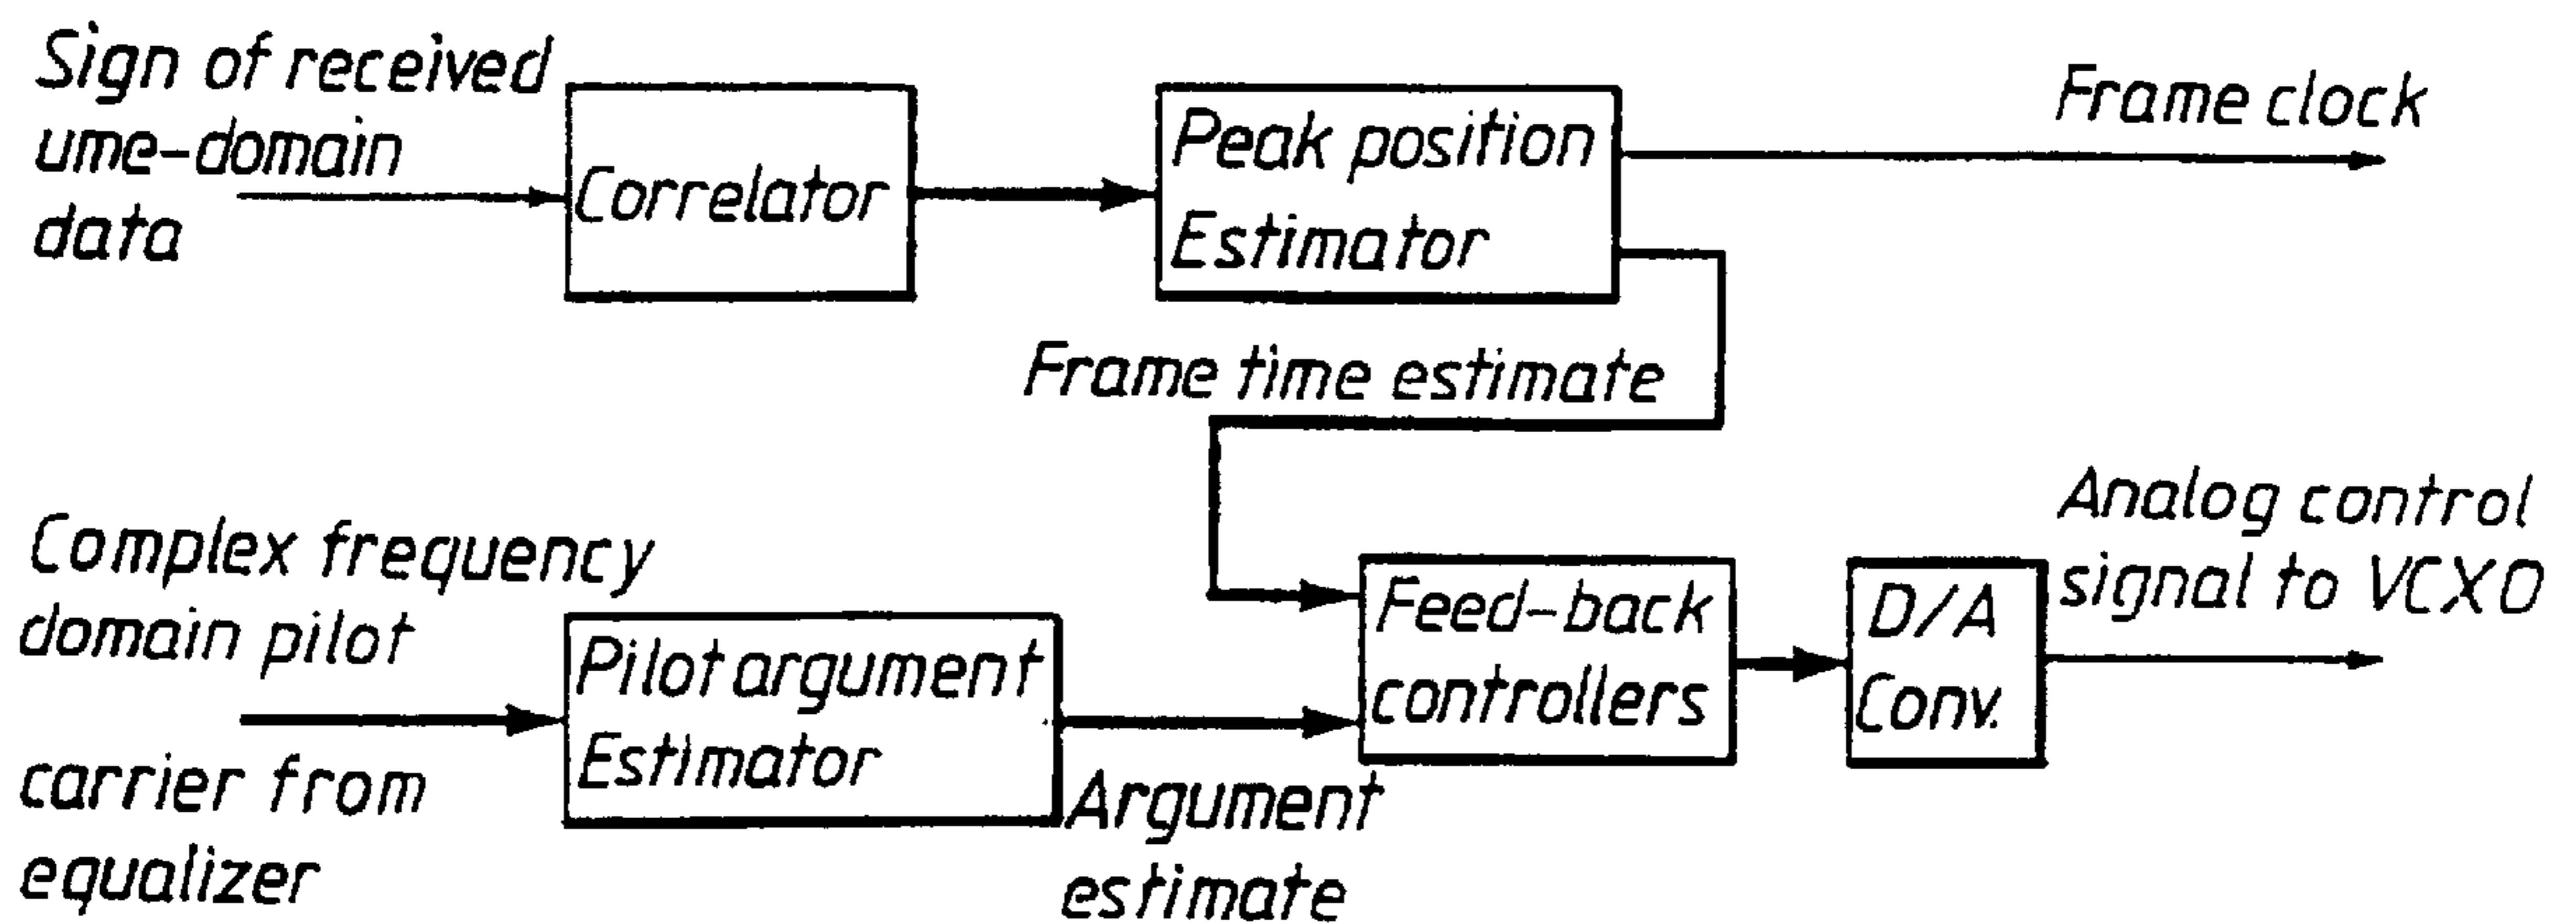 Sign of received
ume-domain
data
Correlator
Peak position
Estimator
Frame clock
Frame time estimate
Complex frequency
domain pilot
carrier from
equalizer
Pilot argument
Estimator
Argument
estimate
Feed-back
controllers
D/A
Conv.
Analog control
signal to VCXO